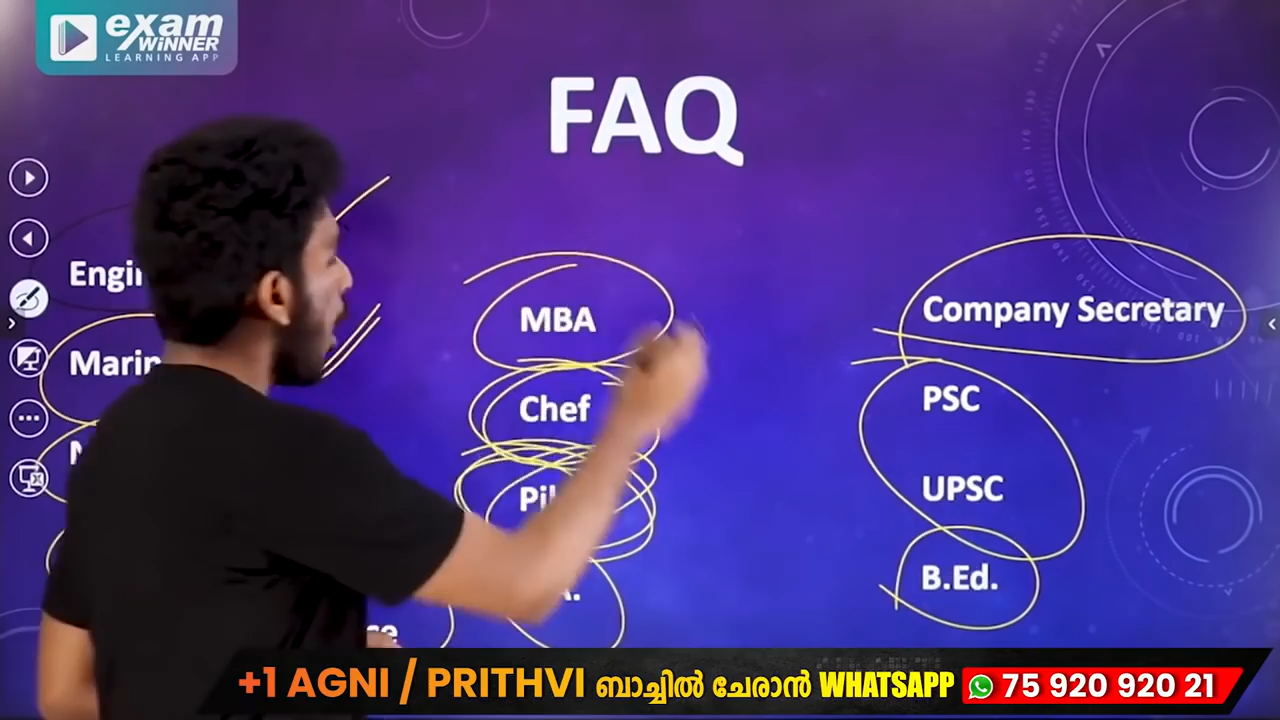 exam
WiNNER
LEARNING APP
FAQ
MBA
Chef
Company Secretary
PSC
UPSC
B.Ed.
+1 AGNI / PRITHVI ബാച്ചിൽ ചേരാൻ WHATSAPP 75 920 920 21